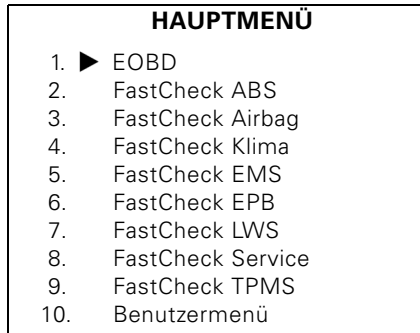 HAUPTMENÜ
1. ▶ EOBD
2. FastCheck ABS
3. FastCheck Airbag
4. FastCheck Klima
5. FastCheck EMS
6. FastCheck EPB
7. FastCheck LWS
8. FastCheck Service
9. FastCheck TPMS
10. Benutzermenü